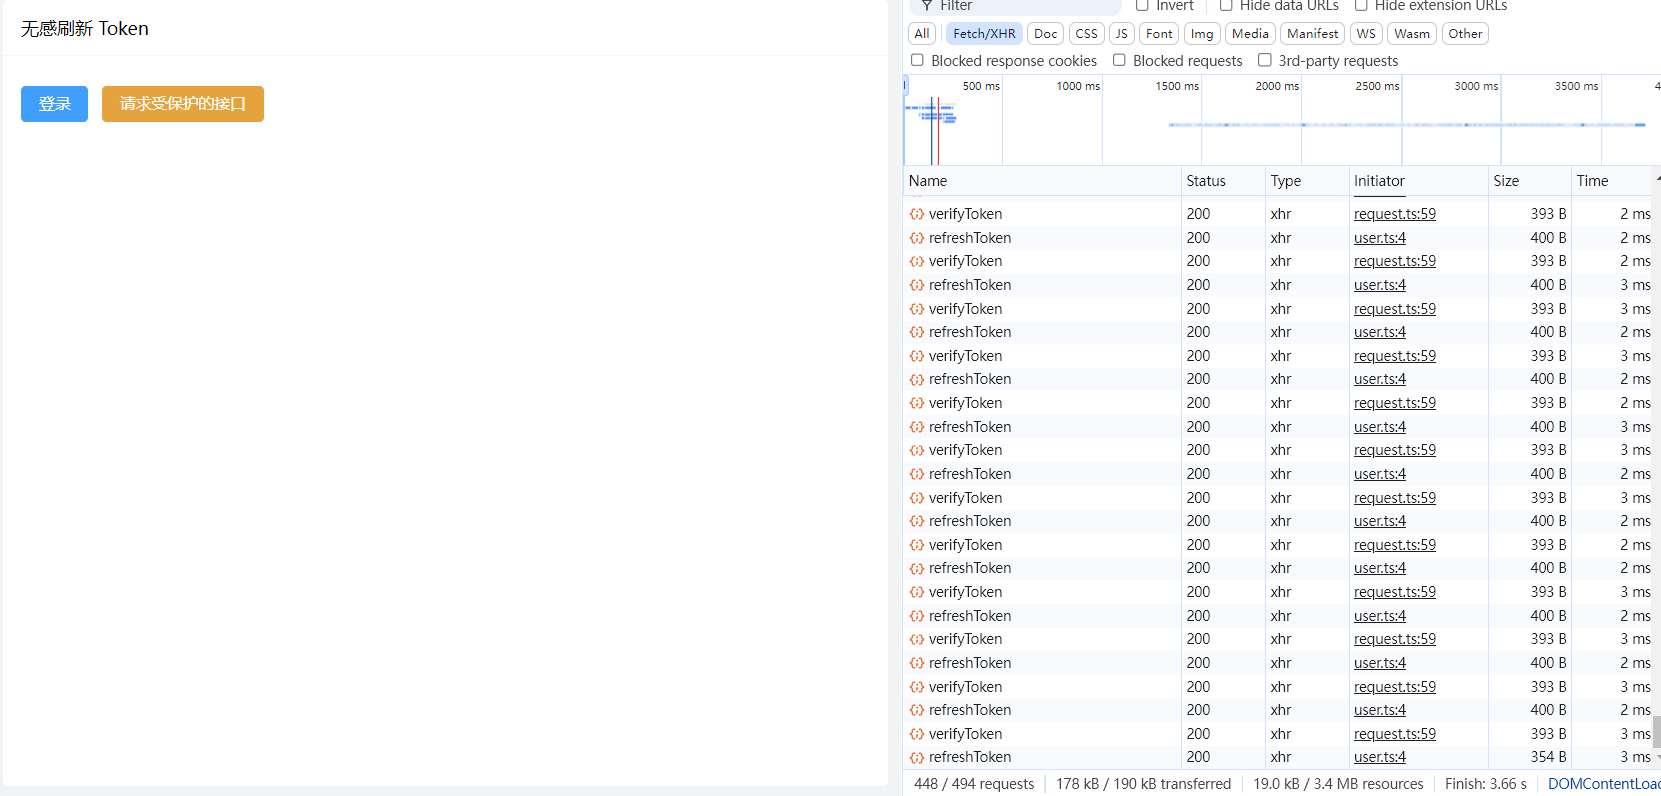 无感刷新 Token
登录
请求受保护的接口
Filter
Invert
Hide data URLs
Hide extension URLs
All
Fetch/XHR
Doc
CSS
JS
Font
Img
Media
Manifest
WS
Wasm
Other
Blocked response cookies
Blocked requests
3rd-party requests
500 ms
1000 ms
1500 ms
2000 ms
2500 ms
3000 ms
3500 ms
4
Name Status Type Initiator Size Time
verifyToken 200 xhr request.ts:59 393 B 2 ms
refreshToken 200 xhr user.ts:4 400 B 2 ms
verifyToken 200 xhr request.ts:59 393 B 2 ms
refreshToken 200 xhr user.ts:4 400 B 3 ms
verifyToken 200 xhr request.ts:59 393 B 3 ms
refreshToken 200 xhr user.ts:4 400 B 2 ms
verifyToken 200 xhr request.ts:59 393 B 3 ms
refreshToken 200 xhr user.ts:4 400 B 2 ms
verifyToken 200 xhr request.ts:59 393 B 2 ms
refreshToken 200 xhr user.ts:4 400 B 2 ms
verifyToken 200 xhr request.ts:59 393 B 3 ms
refreshToken 200 xhr user.ts:4 400 B 2 ms
verifyToken 200 xhr request.ts:59 393 B 3 ms
refreshToken 200 xhr user.ts:4 400 B 2 ms
verifyToken 200 xhr request.ts:59 393 B 3 ms
refreshToken 200 xhr user.ts:4 400 B 2 ms
verifyToken 200 xhr request.ts:59 393 B 3 ms
refreshToken 200 xhr user.ts:4 400 B 2 ms
verifyToken 200 xhr request.ts:59 393 B 3 ms
refreshToken 200 xhr user.ts:4 400 B 2 ms
verifyToken 200 xhr request.ts:59 393 B 3 ms
refreshToken 200 xhr user.ts:4 400 B 2 ms
verifyToken 200 xhr request.ts:59 393 B 3 ms
refreshToken 200 xhr user.ts:4 354 B 3 ms
448 / 494 requests
178 kB / 190 kB transferred
19.0 kB / 3.4 MB resources
Finish: 3.66 s
DOMContentLoa